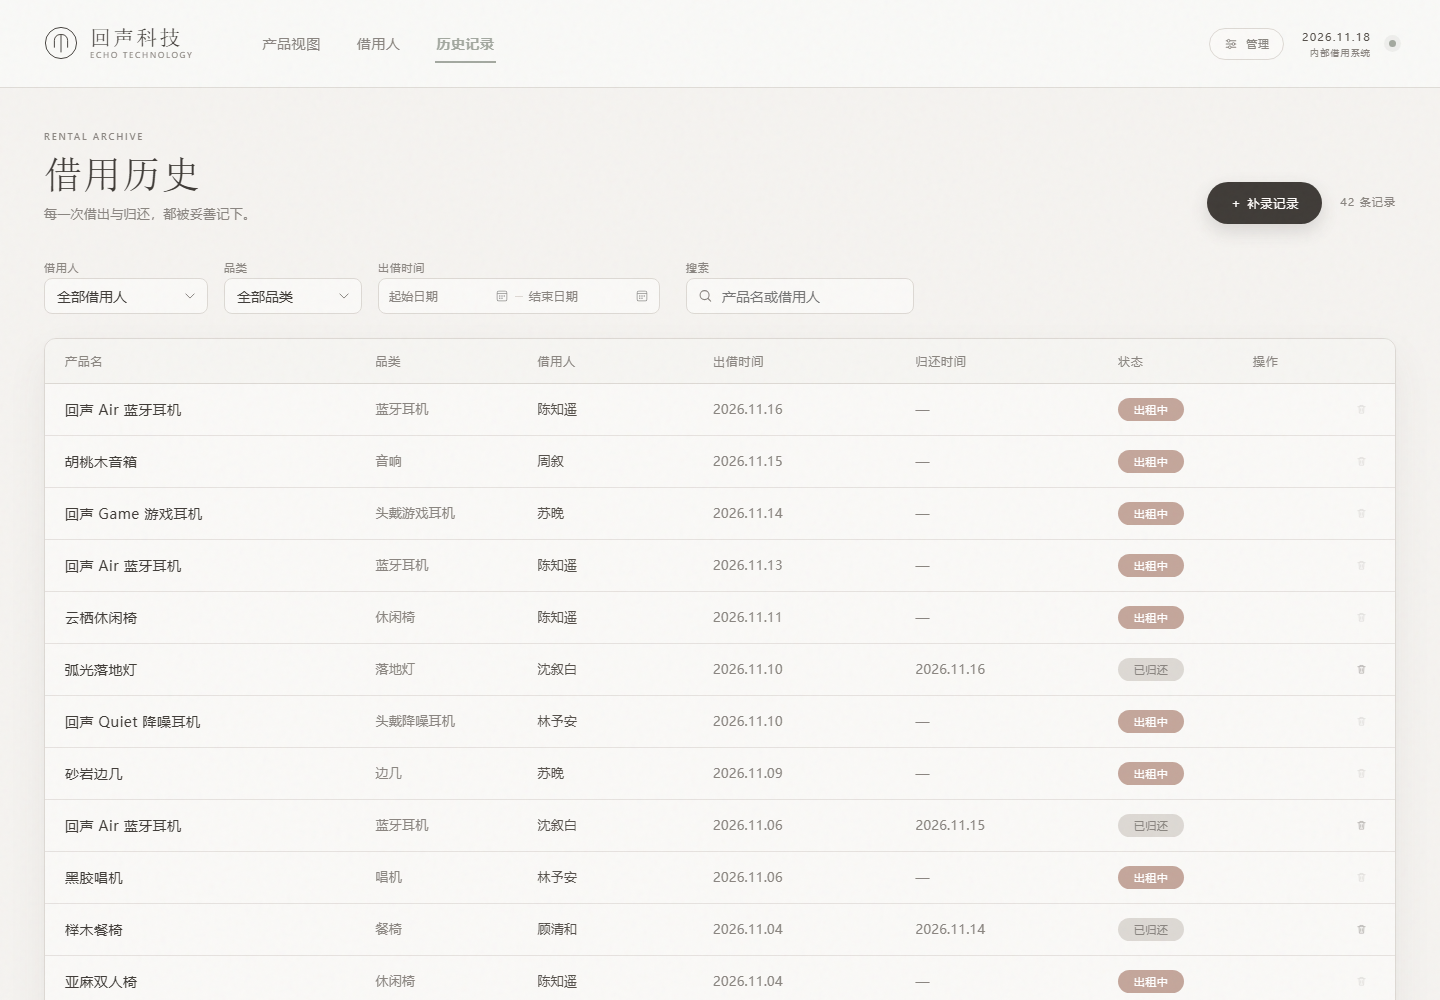 回声科技
ECHO TECHNOLOGY
产品视图 借用人 历史记录
管理
2026.11.18
内部借用系统
RENTAL ARCHIVE
借用历史
每一次借出与归还，都被妥善记下。
+ 补录记录 42 条记录
借用人 品类 出借时间 搜索
全部借用人 全部品类 起始日期 — 结束日期 产品名或借用人
产品名 品类 借用人 出借时间 归还时间 状态 操作
回声 Air 蓝牙耳机 蓝牙耳机 陈知遥 2026.11.16 — 出租中
胡桃木音箱 音响 周叙 2026.11.15 — 出租中
回声 Game 游戏耳机 头戴游戏耳机 苏晚 2026.11.14 — 出租中
回声 Air 蓝牙耳机 蓝牙耳机 陈知遥 2026.11.13 — 出租中
云栖休闲椅 休闲椅 陈知遥 2026.11.11 — 出租中
弧光落地灯 落地灯 沈叙白 2026.11.10 2026.11.16 已归还
回声 Quiet 降噪耳机 头戴降噪耳机 林予安 2026.11.10 — 出租中
砂岩边几 边几 苏晚 2026.11.09 — 出租中
回声 Air 蓝牙耳机 蓝牙耳机 沈叙白 2026.11.06 2026.11.15 已归还
黑胶唱机 唱机 林予安 2026.11.06 — 出租中
榉木餐椅 餐椅 顾清和 2026.11.04 2026.11.14 已归还
亚麻双人椅 休闲椅 陈知遥 2026.11.04 — 出租中